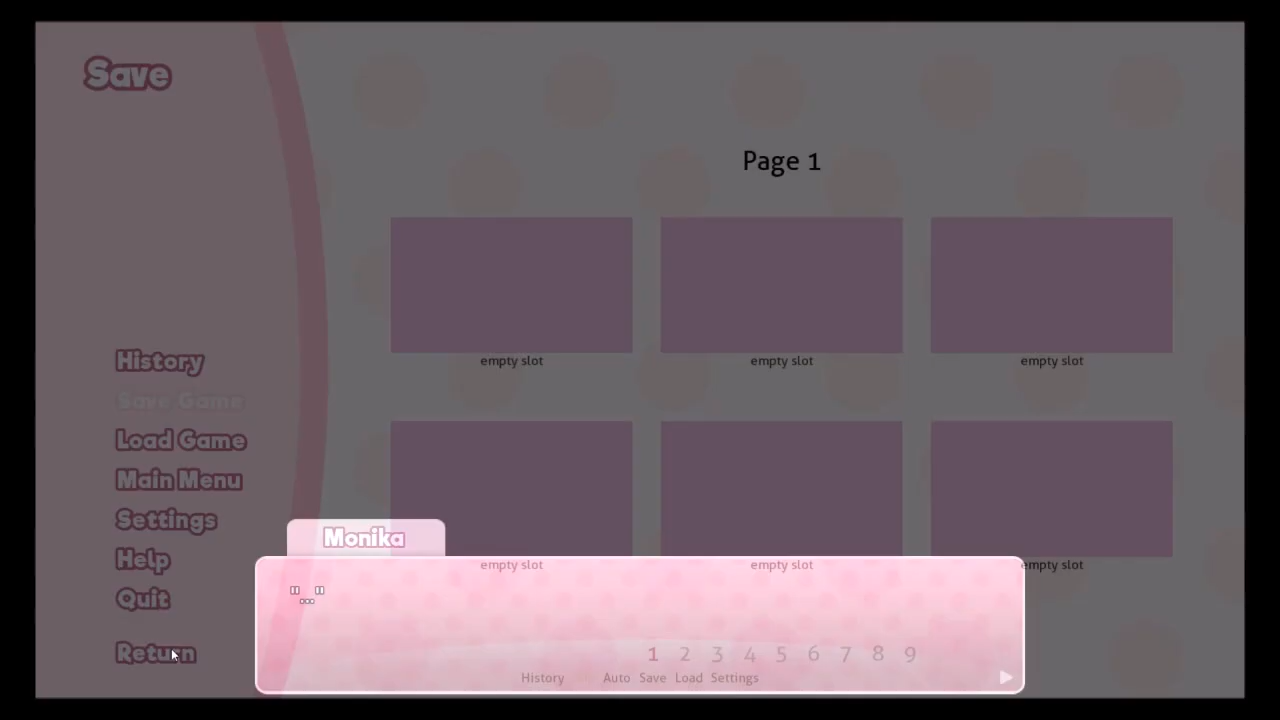 Save
Page 1
empty slot empty slot empty slot
History
Save Game
Load Game
Main Menu
Settings
Help
Quit
Return
Monika
empty slot empty slot empty slot
"..."
1 2 3 4 5 6 7 8 9
History Auto Save Load Settings